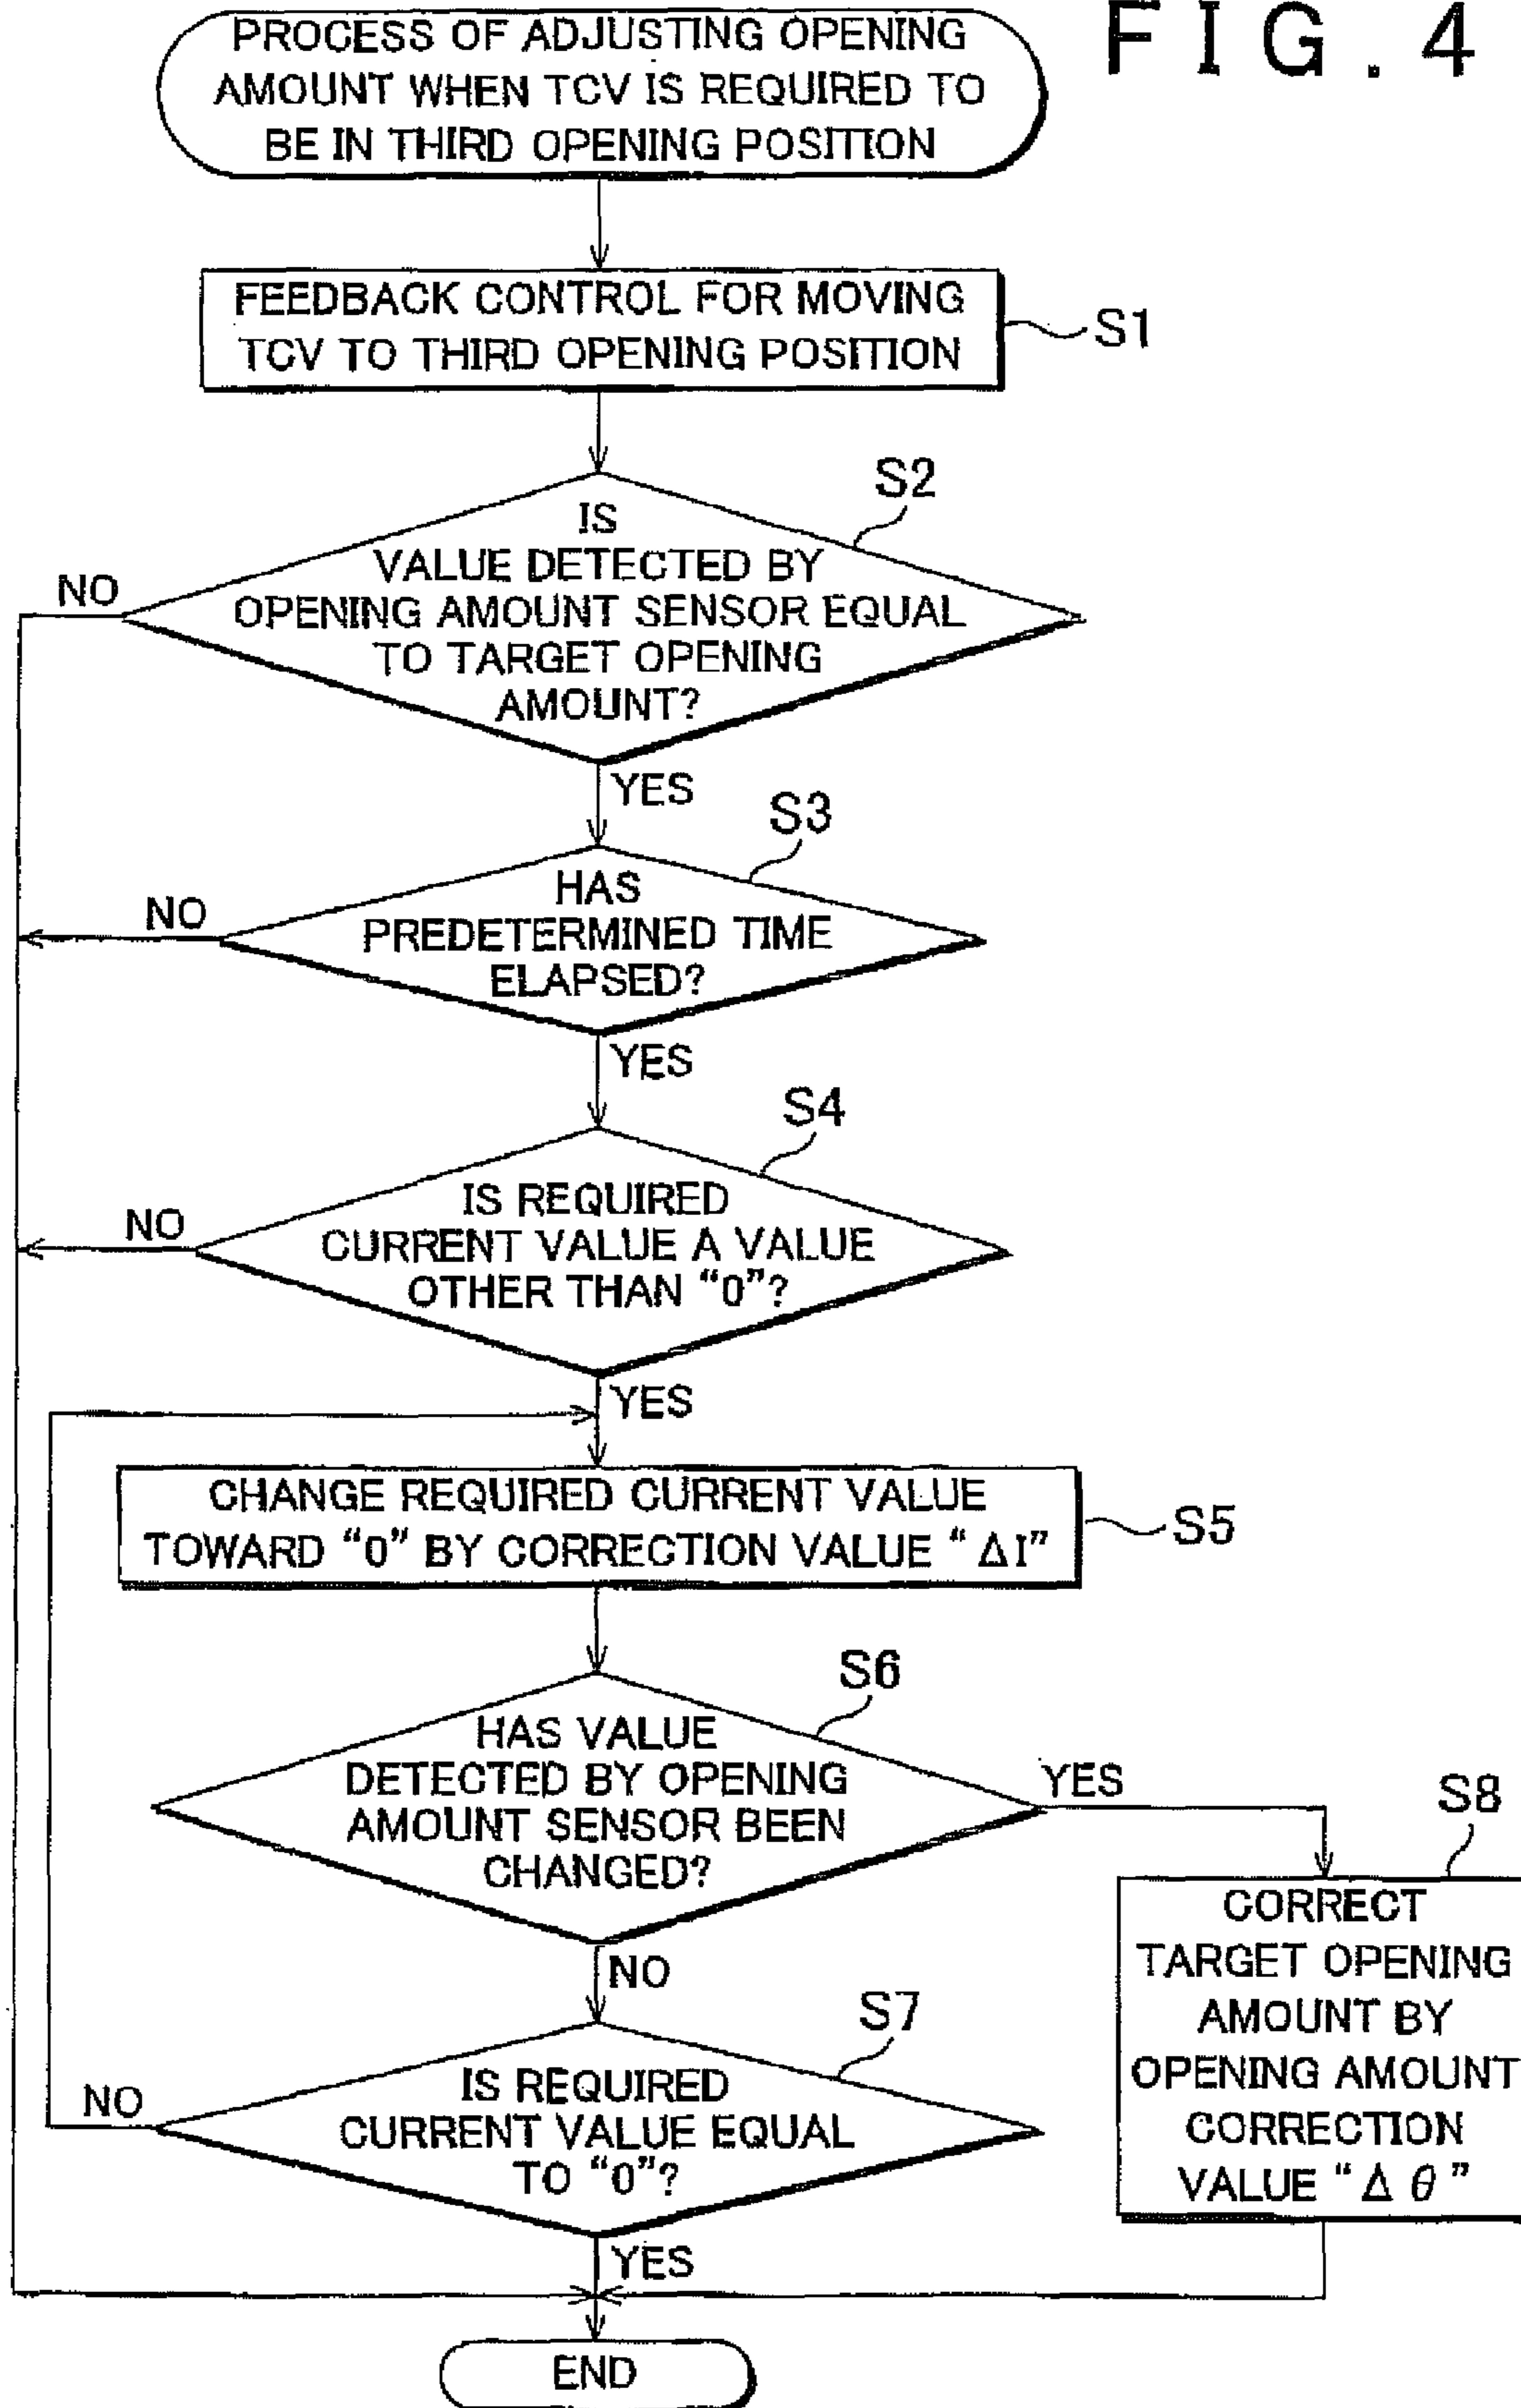 FIG. 4
PROCESS OF ADJUSTING OPENING
AMOUNT WHEN TCV IS REQUIRED TO
BE IN THIRD OPENING POSITION
FEEDBACK CONTROL FOR MOVING
TCV TO THIRD OPENING POSITION
S1
S2
IS
VALUE DETECTED BY
OPENING AMOUNT SENSOR EQUAL
TO TARGET OPENING
AMOUNT?
NO
YES
S3
HAS
PREDETERMINED TIME
ELAPSED?
NO
YES
S4
IS REQUIRED
CURRENT VALUE A VALUE
OTHER THAN “0”?
NO
YES
CHANGE REQUIRED CURRENT VALUE
TOWARD “0” BY CORRECTION VALUE “ΔI”
S5
S6
HAS VALUE
DETECTED BY OPENING
AMOUNT SENSOR BEEN
CHANGED?
YES
NO
S8
CORRECT
TARGET OPENING
AMOUNT BY
OPENING AMOUNT
CORRECTION
VALUE “Δ θ”
S7
IS REQUIRED
CURRENT VALUE EQUAL
TO “0”?
NO
YES
END